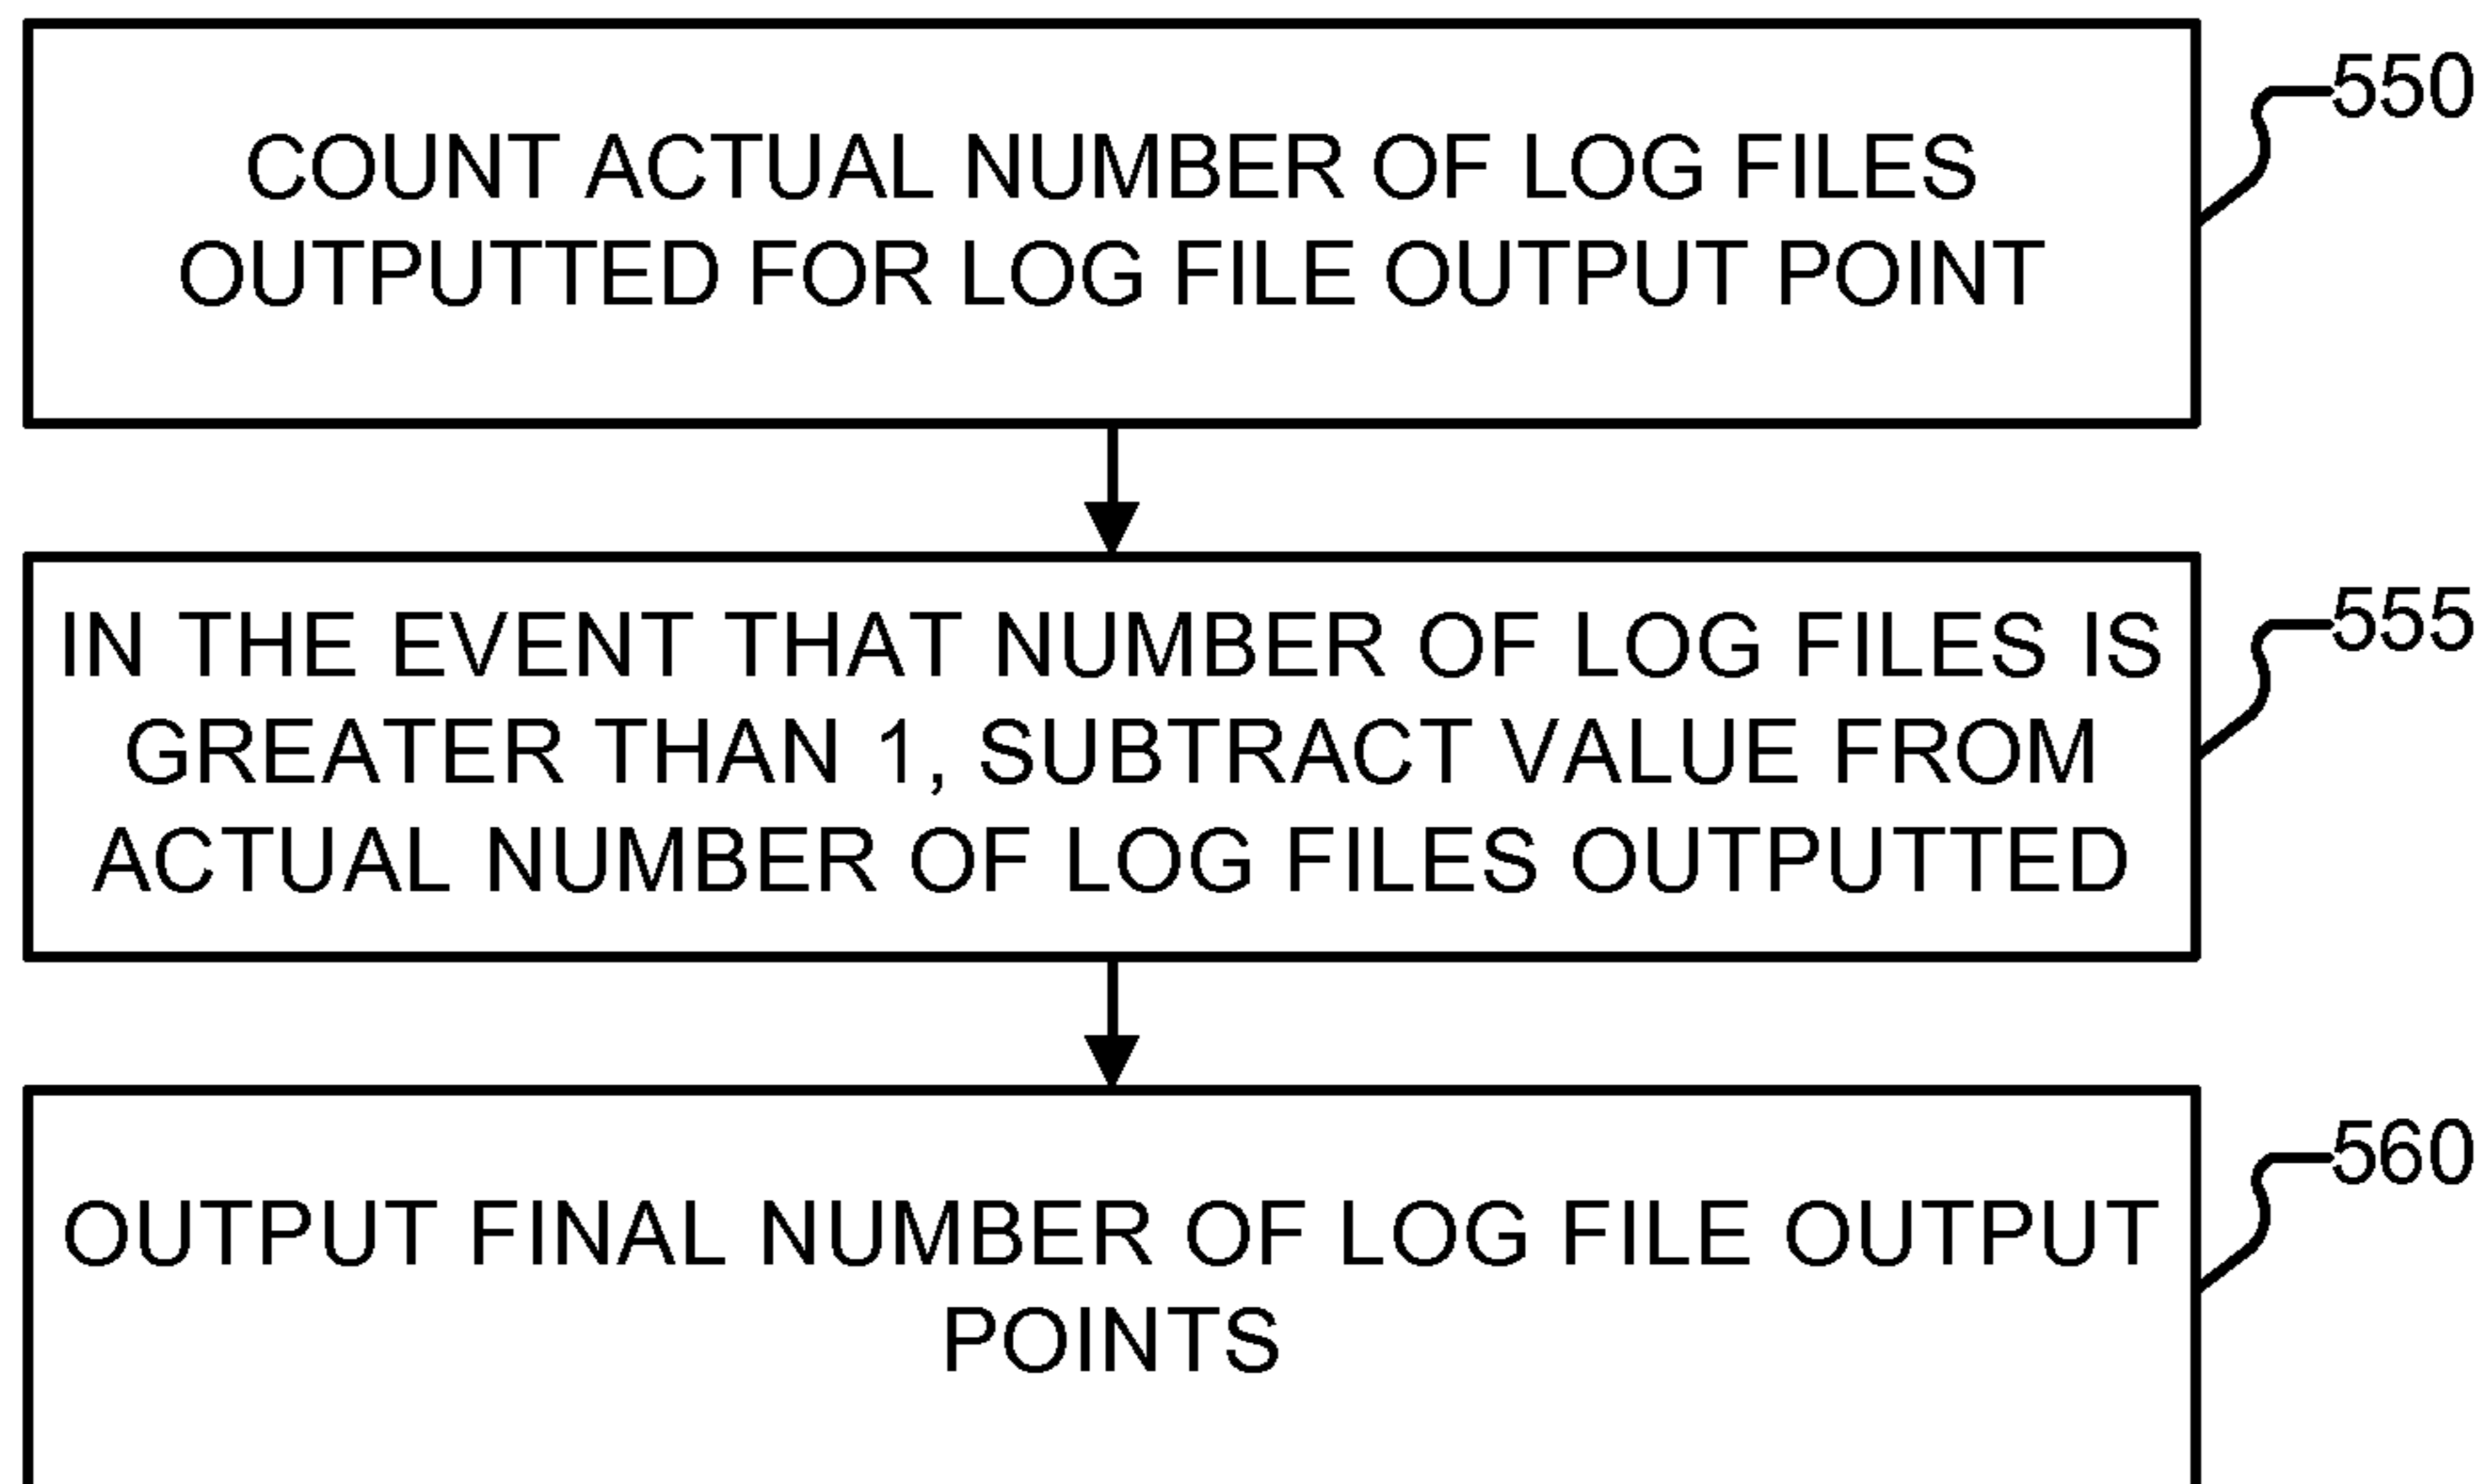 COUNT ACTUAL NUMBER OF LOG FILES
OUTPUTTED FOR LOG FILE OUTPUT POINT
550
IN THE EVENT THAT NUMBER OF LOG FILES IS
GREATER THAN 1, SUBTRACT VALUE FROM
ACTUAL NUMBER OF LOG FILES OUTPUTTED
555
OUTPUT FINAL NUMBER OF LOG FILE OUTPUT
POINTS
560